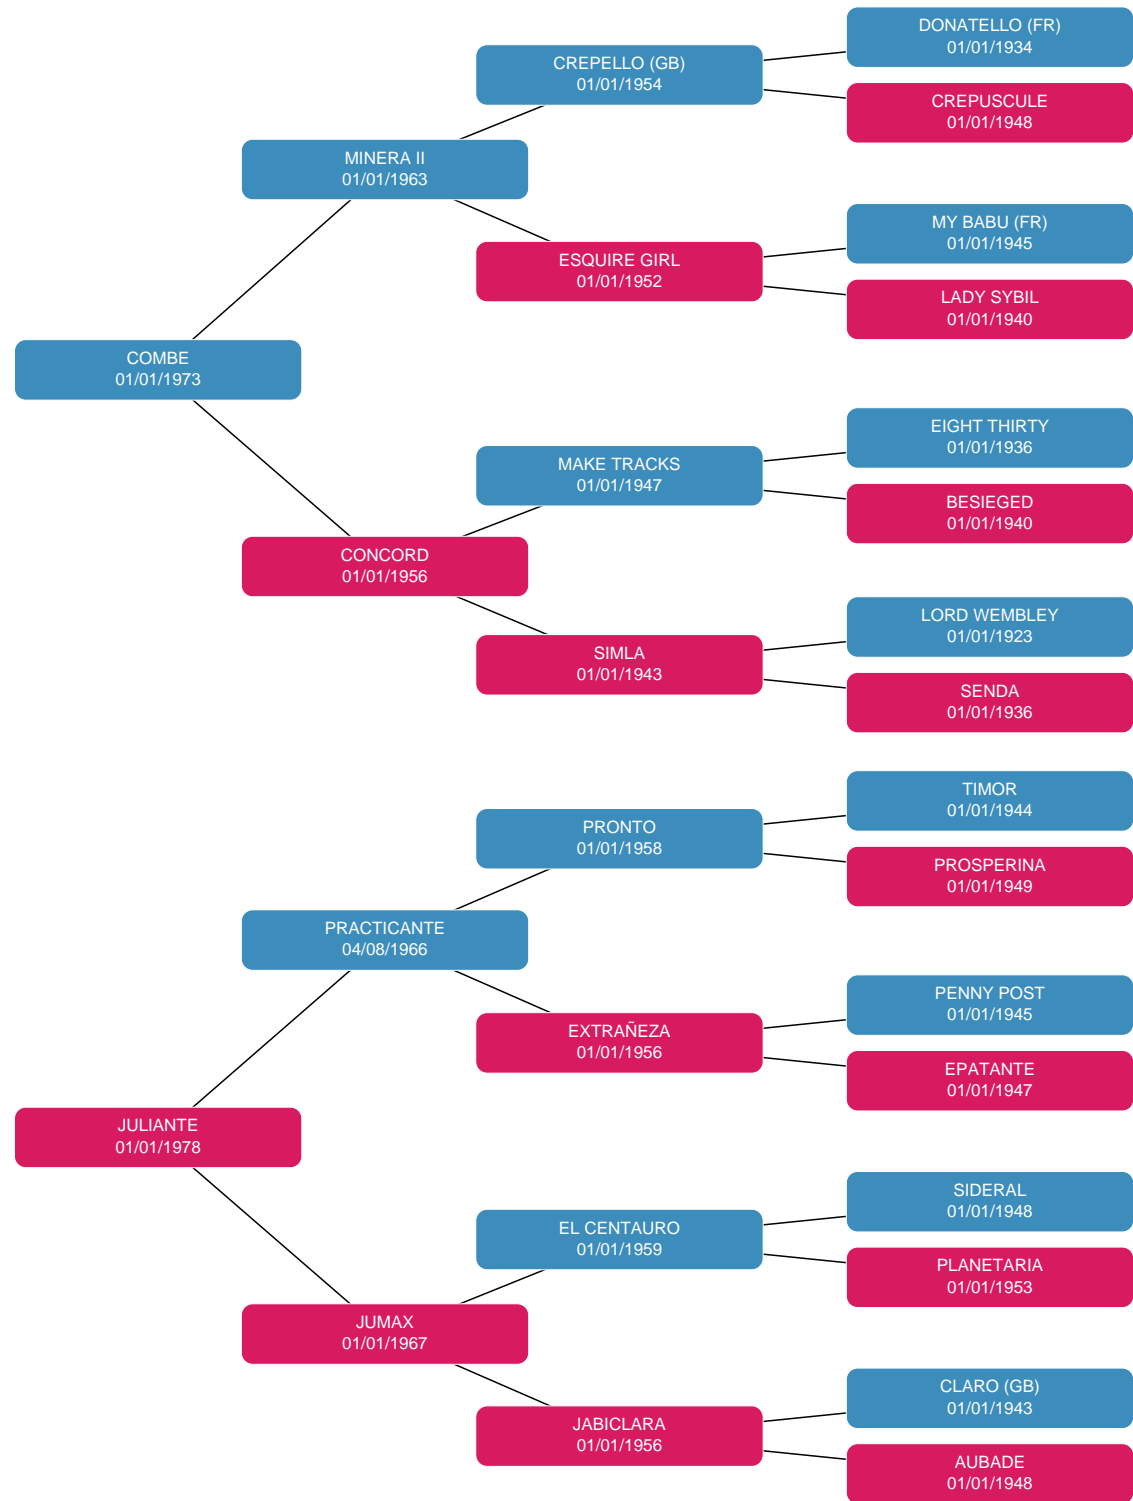 DONATELLO (FR)
01/01/1934
CREPELLO (GB)
01/01/1954
CREPUSCULE
01/01/1948
MINERA II
01/01/1963
MY BABU (FR)
01/01/1945
ESQUIRE GIRL
01/01/1952
LADY SYBIL
01/01/1940
COMBE
01/01/1973
EIGHT THIRTY
01/01/1936
MAKE TRACKS
01/01/1947
BESIEGED
01/01/1940
CONCORD
01/01/1956
LORD WEMBLEY
01/01/1923
SIMLA
01/01/1943
SENDA
01/01/1936
TIMOR
01/01/1944
PRONTO
01/01/1958
PROSPERINA
01/01/1949
PRACTICANTE
04/08/1966
PENNY POST
01/01/1945
EXTRAÑEZA
01/01/1956
EPATANTE
01/01/1947
JULIANTE
01/01/1978
SIDERAL
01/01/1948
EL CENTAURO
01/01/1959
PLANETARIA
01/01/1953
JUMAX
01/01/1967
CLARO (GB)
01/01/1943
JABICLARA
01/01/1956
AUBADE
01/01/1948